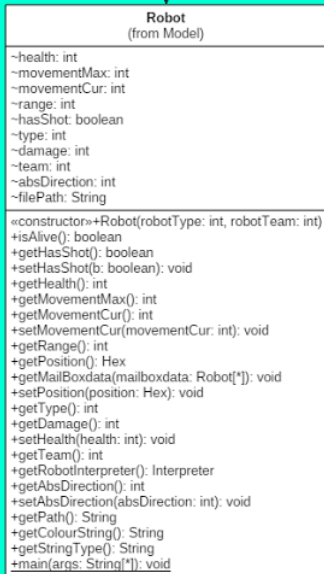 Robot
(from Model)
~health: int
~movementMax: int
~movementCur: int
~range: int
~hasShot: boolean
~type: int
~damage: int
~team: int
~absDirection: int
~filePath: String
«constructor»+Robot(robotType: int, robotTeam: int)
+isAlive(): boolean
+getHasShot(): boolean
+setHasShot(b: boolean): void
+getHealth(): int
+getMovementMax(): int
+getMovementCur(): int
+setMovementCur(movementCur: int): void
+getRange(): int
+getPosition(): Hex
+getMailBoxdata(mailboxdata: Robot[*]): void
+setPosition(position: Hex): void
+getType(): int
+getDamage(): int
+setHealth(health: int): void
+getTeam(): int
+getRobotInterpreter(): Interpreter
+getAbsDirection(): int
+setAbsDirection(absDirection: int): void
+getPath(): String
+getColourString(): String
+getStringType(): String
+main(args: String[*]): void